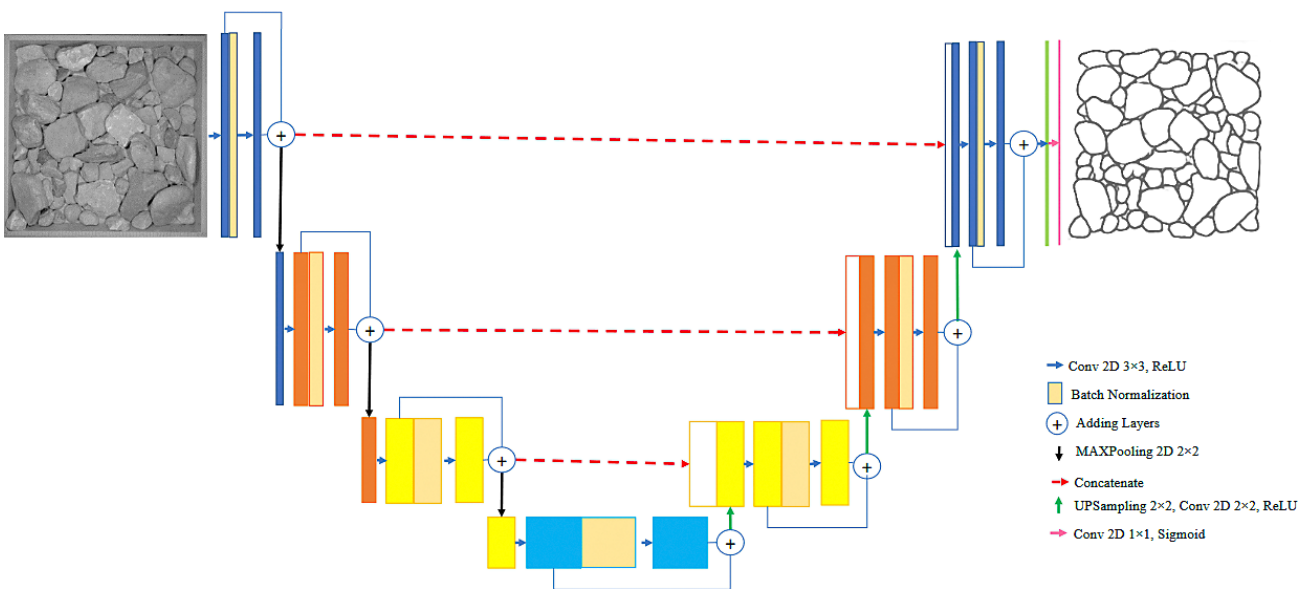 Conv 2D 3×3, ReLU
Batch Normalization
Adding Layers
MAXPooling 2D 2×2
Concatenate
UPSampling 2×2, Conv 2D 2×2, ReLU
Conv 2D 1×1, Sigmoid